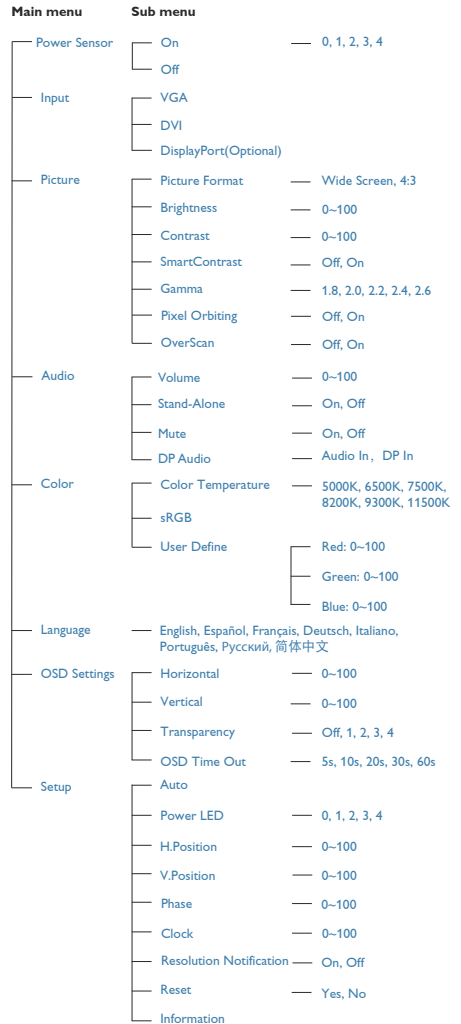 Main menu Sub menu
Power Sensor On 0, 1, 2, 3, 4
Off
Input VGA
DVI
DisplayPort(Optional)
Picture Picture Format Wide Screen, 4:3
Brightness 0~100
Contrast 0~100
SmartContrast Off, On
Gamma 1.8, 2.0, 2.2, 2.4, 2.6
Pixel Orbiting Off, On
OverScan Off, On
Audio Volume 0~100
Stand-Alone On, Off
Mute On, Off
DP Audio Audio In, DP In
Color Color Temperature 5000K, 6500K, 7500K,
8200K, 9300K, 11500K
sRGB
User Define Red: 0~100
Green: 0~100
Blue: 0~100
Language English, Español, Français, Deutsch, Italiano,
Português, Русский, 简体中文
OSD Settings Horizontal 0~100
Vertical 0~100
Transparency Off, 1, 2, 3, 4
OSD Time Out 5s, 10s, 20s, 30s, 60s
Setup Auto
Power LED 0, 1, 2, 3, 4
H.Position 0~100
V.Position 0~100
Phase 0~100
Clock 0~100
Resolution Notification On, Off
Reset Yes, No
Information